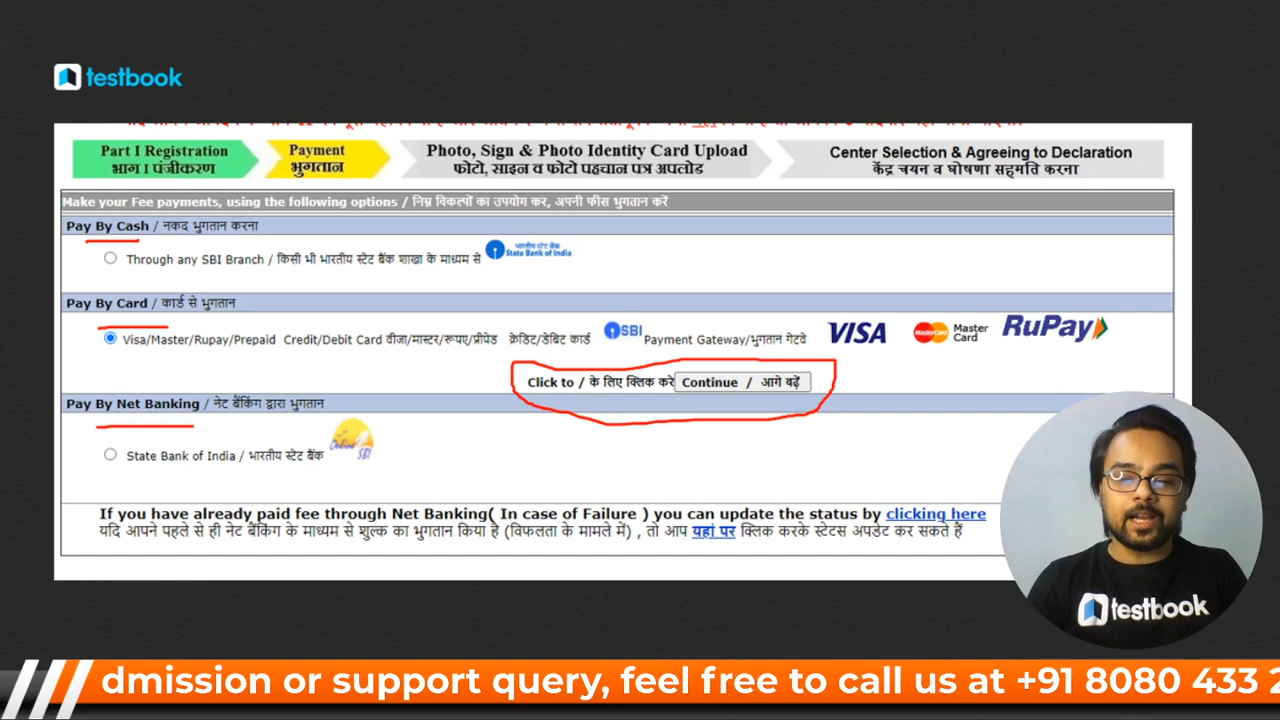 testbook
Part I Registration
भाग I पंजीकरण
Payment
भुगतान
Photo, Sign & Photo Identity Card Upload
फोटो, साइन व फोटो पहचान पत्र अपलोड
Center Selection & Agreeing to Declaration
केंद्र चयन व घोषणा सहमति करना
Make your Fee payments, using the following options / निम्न विकल्पों का उपयोग कर, अपनी फीस भुगतान करें
Pay By Cash / नकद भुगतान करना
Through any SBI Branch / किसी भी भारतीय स्टेट बैंक शाखा के माध्यम से
भारतीय स्टेट बैंक
State Bank of India
Pay By Card / कार्ड से भुगतान
Visa/Master/Rupay/Prepaid Credit/Debit Card वीजा/मास्टर/रूपए/प्रीपेड क्रेडिट/डेबिट कार्ड SBI Payment Gateway/भुगतान गेटवे VISA MasterCard Master Card RuPay
Click to / के लिए क्लिक करे Continue / आगे बढ़ें
Pay By Net Banking / नेट बैंकिंग द्वारा भुगतान
State Bank of India / भारतीय स्टेट बैंक Online SBI
If you have already paid fee through Net Banking( In case of Failure ) you can update the status by clicking here
यदि आपने पहले से ही नेट बैंकिंग के माध्यम से शुल्क का भुगतान किया है (विफलता के मामले में) , तो आप यहां पर क्लिक करके स्टेटस अपडेट कर सकते हैं
testbook
dmission or support query, feel free to call us at +91 8080 433